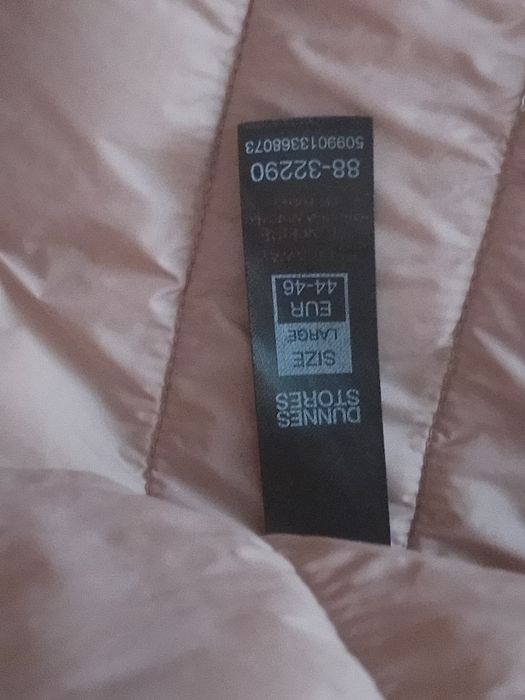 DUNNES
STORES
SIZE
LARGE
EUR
44-46
88-32290
5099013368073